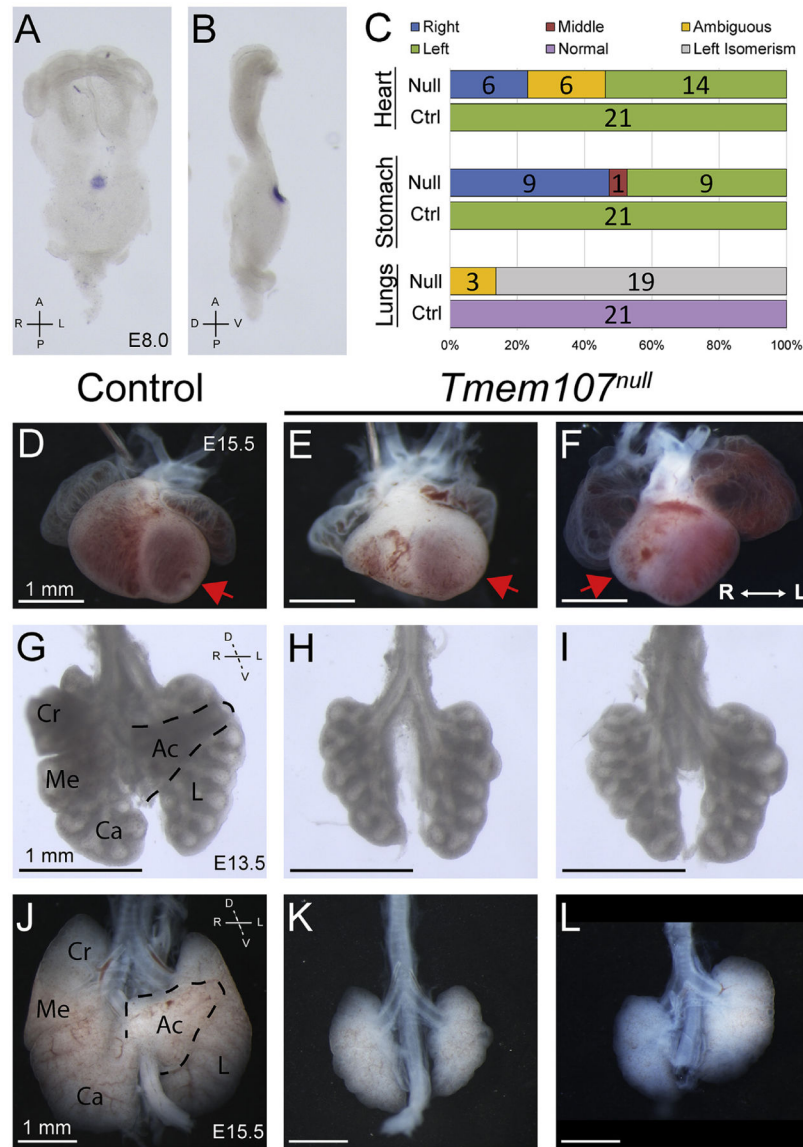 A
A
R L
P
E8.0
B
A
D V
P
C
Right Middle Ambiguous
Left Normal Left Isomerism
Heart
Null 6 6 14
Ctrl 21
Stomach
Null 9 1 9
Ctrl 21
Lungs
Null 3 19
Ctrl 21
0% 20% 40% 60% 80% 100%
Control Tmem107null
D E15.5
1 mm
E
F
R L
G
D
R L
V
Cr
Ac
Me
L
Ca
1 mm
E13.5
H
I
J
D
R L
V
Cr
Me
Ac
L
Ca
1 mm
E15.5
K
L